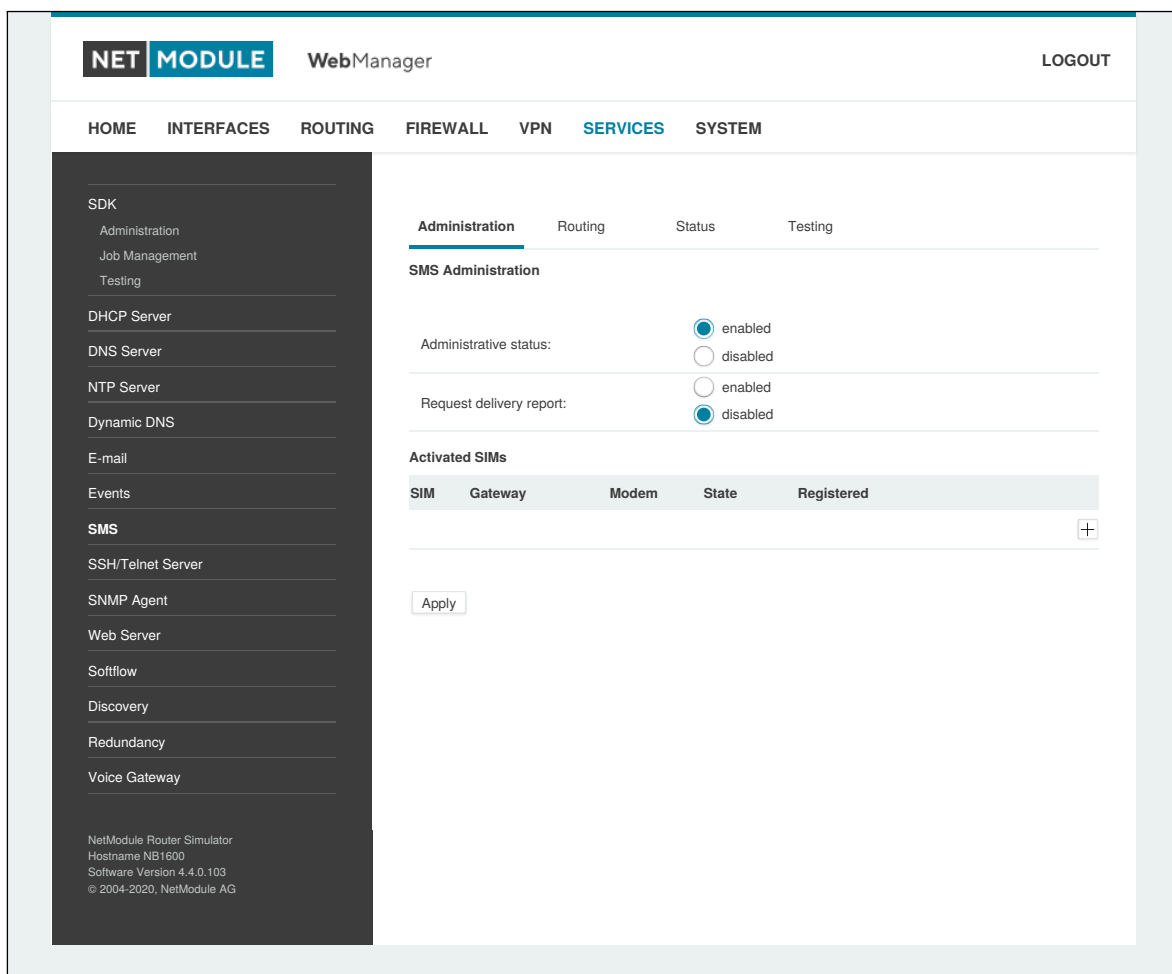 NET MODULE WebManager LOGOUT
HOME INTERFACES ROUTING FIREWALL VPN SERVICES SYSTEM
SDK
Administration
Job Management
Testing
DHCP Server
DNS Server
NTP Server
Dynamic DNS
E-mail
Events
SMS
SSH/Telnet Server
SNMP Agent
Web Server
Softflow
Discovery
Redundancy
Voice Gateway
NetModule Router Simulator
Hostname NB1600
Software Version 4.4.0.103
© 2004-2020, NetModule AG
Administration Routing Status Testing
SMS Administration
Administrative status:
enabled
disabled
Request delivery report:
enabled
disabled
Activated SIMs
SIM Gateway Modem State Registered
Apply